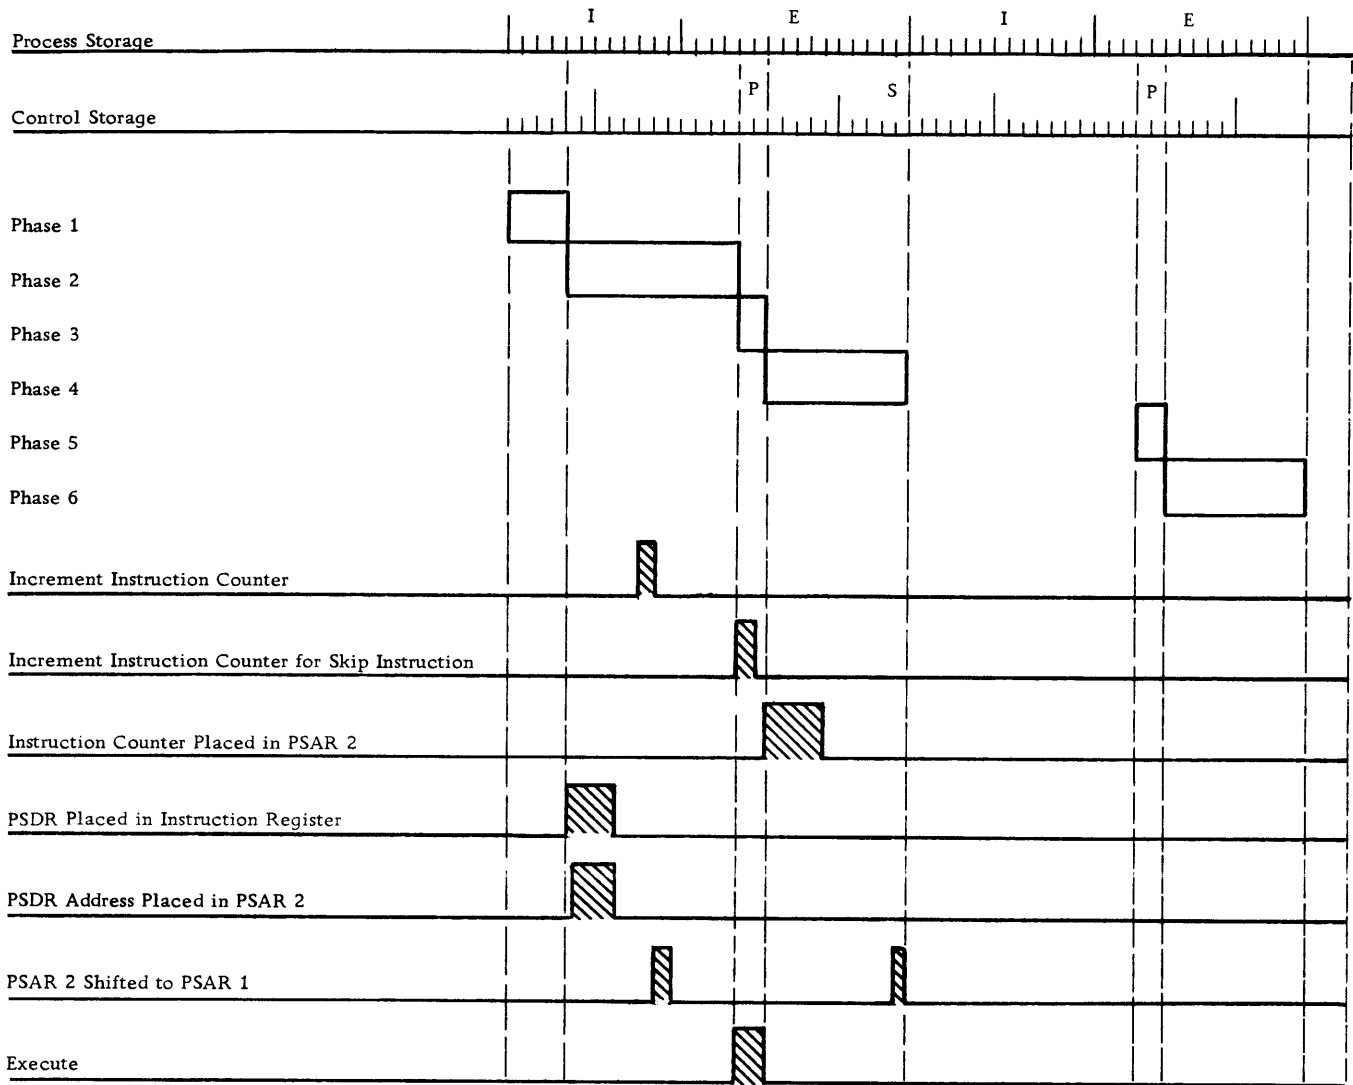 I E I E
Process Storage
P S P
Control Storage
Phase 1
Phase 2
Phase 3
Phase 4
Phase 5
Phase 6
Increment Instruction Counter
Increment Instruction Counter for Skip Instruction
Instruction Counter Placed in PSAR 2
PSDR Placed in Instruction Register
PSDR Address Placed in PSAR 2
PSAR 2 Shifted to PSAR 1
Execute